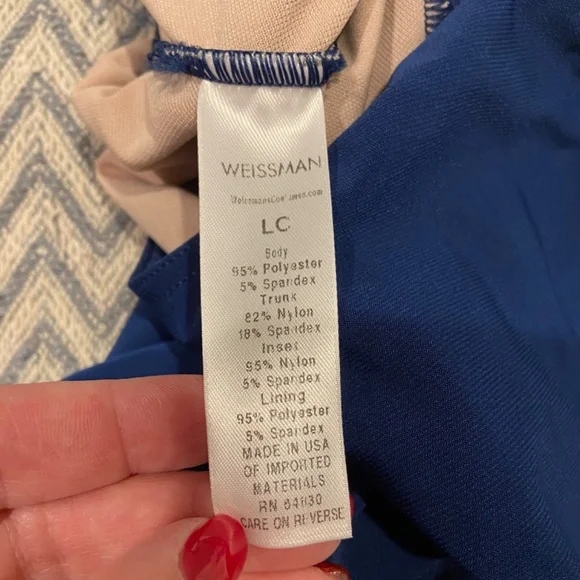 WEISSMAN
LC
Body
95% Polyester
5% Spandex
Trunk
82% Nylon
18% Spandex
Inset
95% Nylon
5% Spandex
Lining
95% Polyester
5% Spandex
MADE IN USA
OF IMPORTED
MATERIALS
RN
CARE ON REVERSE